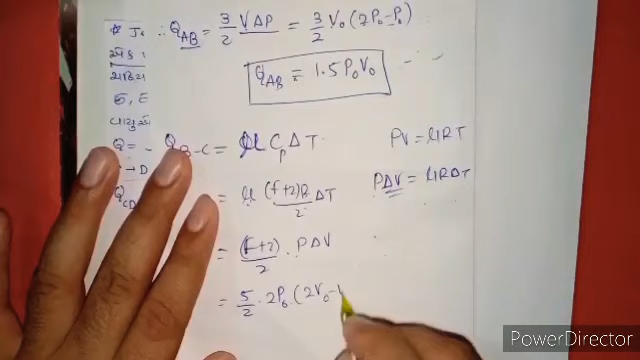 ∴ Q_AB = 3/2 VΔP = 3/2 V₀ (2P₀ - P₀)
Q_AB = 1.5 P₀V₀
Q_B-C = μ C_p ΔT
PV = μRT
= μ (f+2)R/2 ΔT
PΔV = μRΔT
= (f+2)/2 · PΔV
= 5/2 · 2P₀ · (2V₀ -
PowerDirector